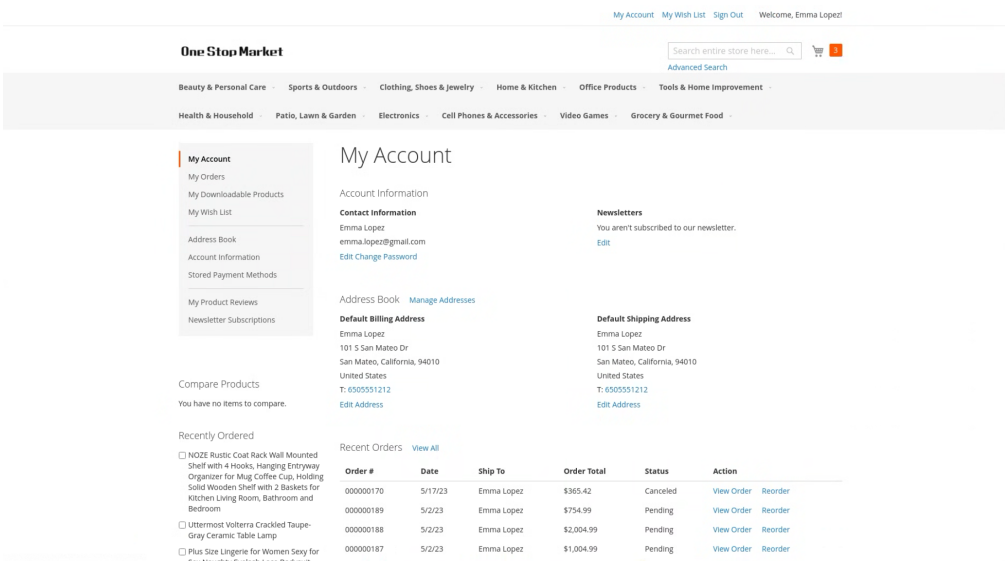 My Account My Wish List Sign Out Welcome, Emma Lopez!
One Stop Market
Search entire store here...
3
Advanced Search
Beauty & Personal Care Sports & Outdoors Clothing, Shoes & Jewelry Home & Kitchen Office Products Tools & Home Improvement
Health & Household Patio, Lawn & Garden Electronics Cell Phones & Accessories Video Games Grocery & Gourmet Food
My Account
My Orders
My Downloadable Products
My Wish List
Address Book
Account Information
Stored Payment Methods
My Product Reviews
Newsletter Subscriptions
Compare Products
You have no items to compare.
Recently Ordered
NOZE Rustic Coat Rack Wall Mounted
Shelf with 4 Hooks, Hanging Entryway
Organizer for Mug Coffee Cup, Holding
Solid Wooden Shelf with 2 Baskets for
Kitchen Living Room, Bathroom and
Bedroom
Uttermost Volterra Crackled Taupe-
Gray Ceramic Table Lamp
Plus Size Lingerie for Women Sexy for
My Account
Account Information
Contact Information
Emma Lopez
emma.lopez@gmail.com
Edit Change Password
Newsletters
You aren't subscribed to our newsletter.
Edit
Address Book Manage Addresses
Default Billing Address
Emma Lopez
101 S San Mateo Dr
San Mateo, California, 94010
United States
T: 6505551212
Edit Address
Default Shipping Address
Emma Lopez
101 S San Mateo Dr
San Mateo, California, 94010
United States
T: 6505551212
Edit Address
Recent Orders View All
Order # Date Ship To Order Total Status Action
000000170 5/17/23 Emma Lopez $365.42 Canceled View Order Reorder
000000189 5/2/23 Emma Lopez $754.99 Pending View Order Reorder
000000188 5/2/23 Emma Lopez $2,004.99 Pending View Order Reorder
000000187 5/2/23 Emma Lopez $1,004.99 Pending View Order Reorder